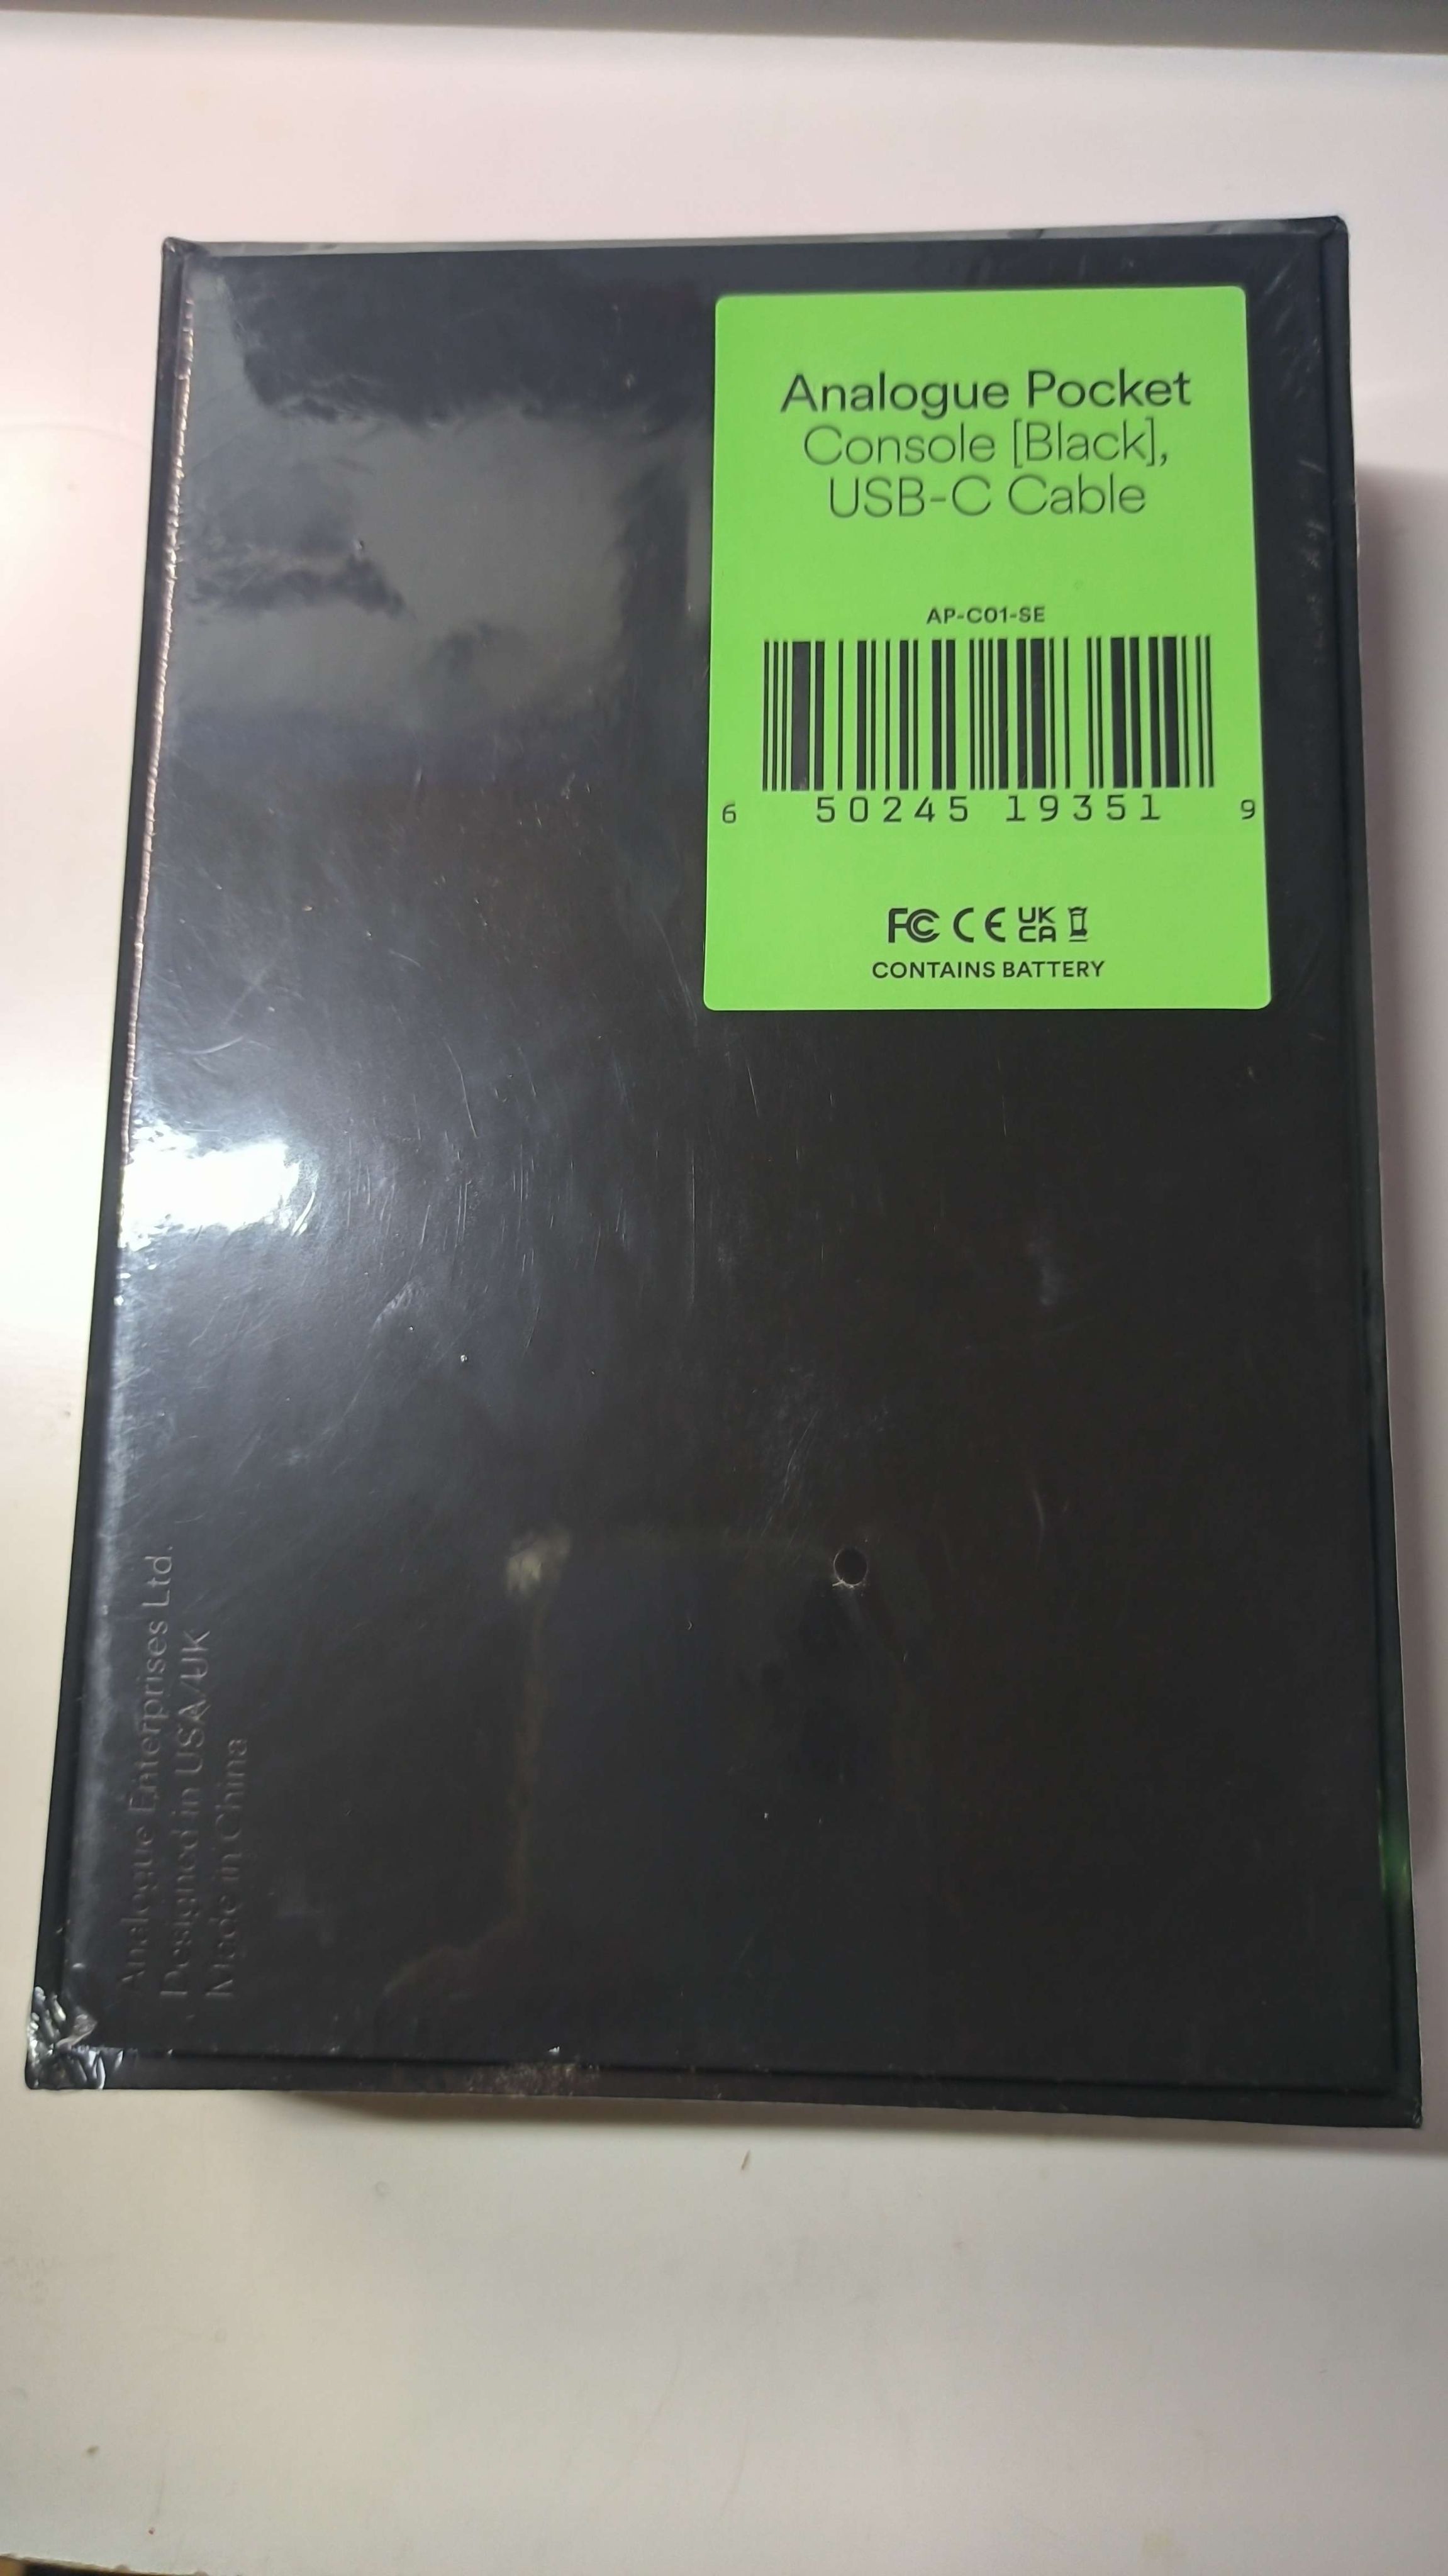 Analogue Pocket
Console [Black],
USB-C Cable
AP-C01-SE
6 50245 19351 9
FC CE UK
CA
CONTAINS BATTERY
Analogue Enterprises Ltd.
Designed in USA/UK
Made in China